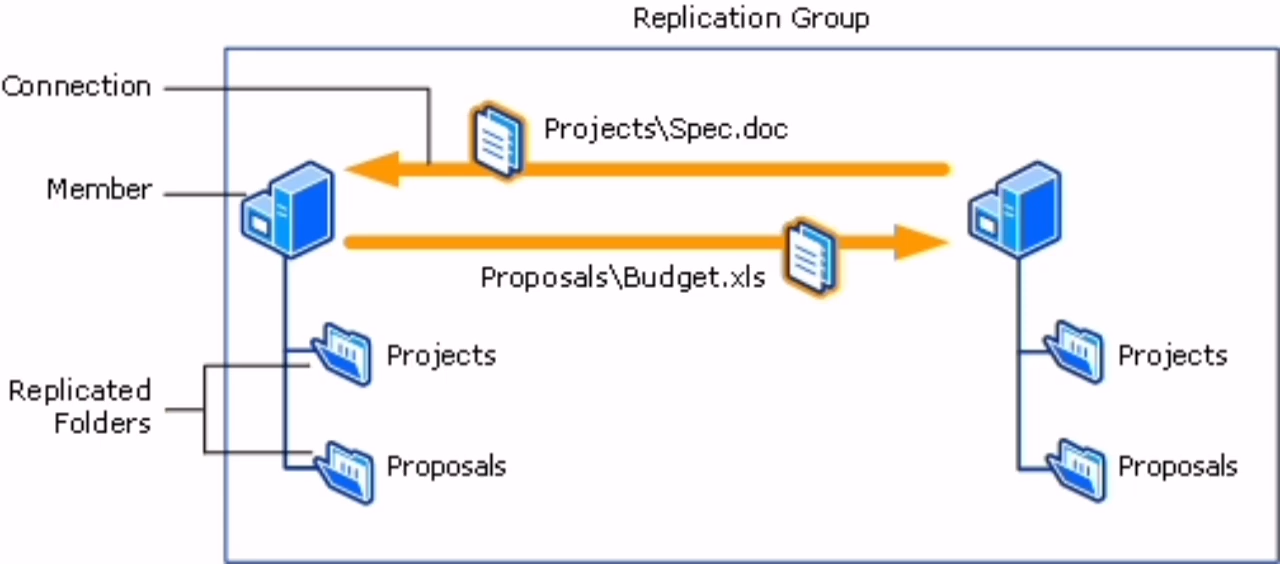 Replication Group
Connection
Projects\Spec.doc
Member
Proposals\Budget.xls
Projects
Projects
Replicated
Folders
Proposals
Proposals